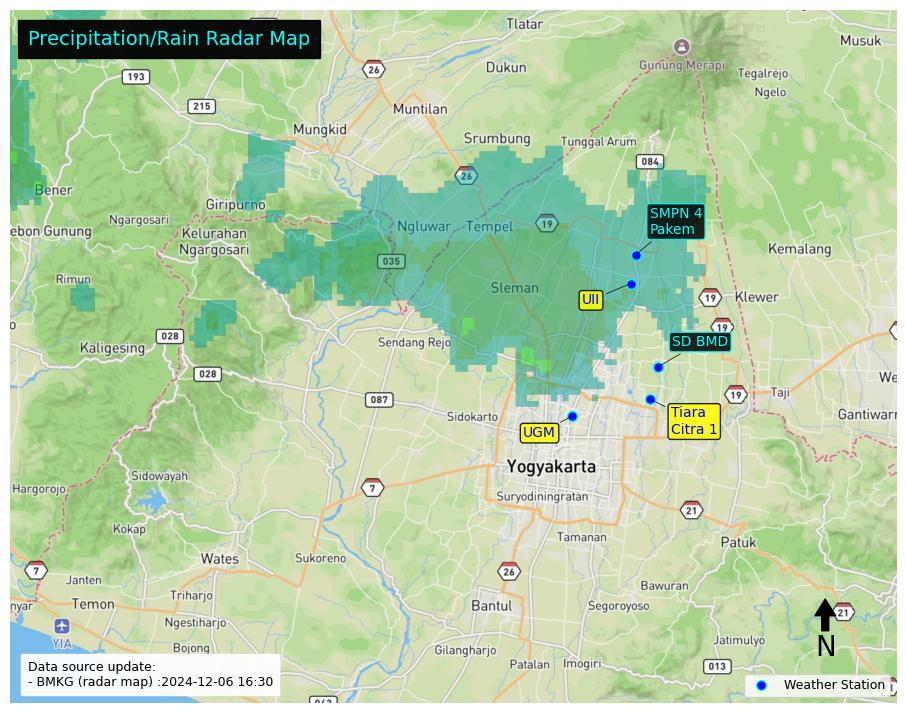 Precipitation/Rain Radar Map
Tlatar
Musuk
Gunung Merapi
Dukun
Tegalrejo
Ngelo
26
193
215
Muntilan
Mungkid
Srumbung
Tunggal Arum
084
26
Bener
Giripurno
Ngargosari
ebon Gunung
Kelurahan
Ngargosari
Ngluwar
Tempel
19
SMPN 4
Pakem
Kemalang
035
Rimun
Sleman
UII
19
Klewer
19
028
Kaligesing
Sendang Rejo
SD BMD
028
087
19
Taji
We
Gantiwarn
Sidokarto
Tiara
Citra 1
UGM
Yogyakarta
Sidowayah
Hargorojo
7
Suryodiningratan
21
Kokap
Tamanan
Patuk
Wates
Sukoreno
7
26
Janten
Bawuran
nyar
Temon
Triharjo
Bantul
Segoroyoso
21
Ngestiharjo
YIA
N
Jatimulyo
Bojong
Gilangharjo
Patalan
Imogiri
013
Data source update:
- BMKG (radar map) :2024-12-06 16:30
Weather Station